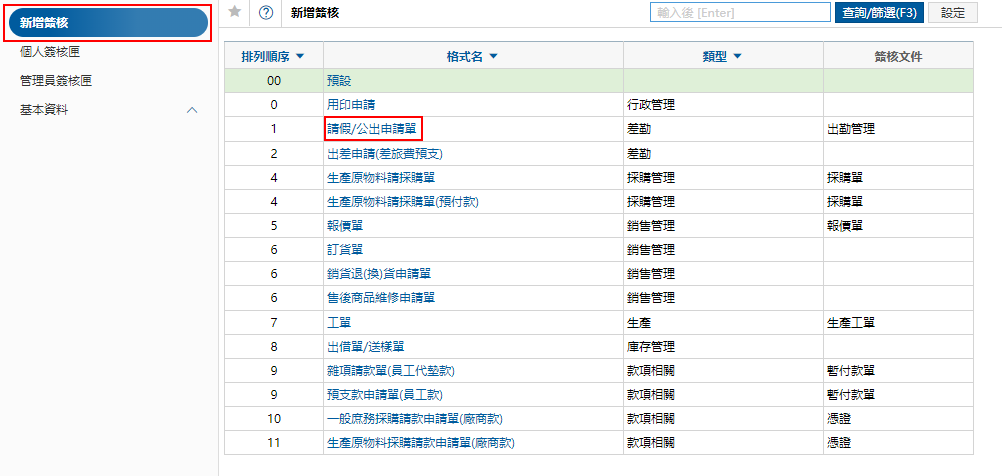 新增簽核
個人簽核匣
管理員簽核匣
基本資料
新增簽核 輸入後 [Enter] 查詢/篩選(F3) 設定
排列順序 格式名 類型 簽核文件
00 預設
0 用印申請 行政管理
1 請假/公出申請單 差勤 出勤管理
2 出差申請(差旅費預支) 差勤
4 生產原物料請採購單 採購管理 採購單
4 生產原物料請採購單(預付款) 採購管理 採購單
5 報價單 銷售管理 報價單
6 訂貨單 銷售管理
6 銷貨退(換)貨申請單 銷售管理
6 售後商品維修申請單 銷售管理
7 工單 生產 生產工單
8 出借單/送樣單 庫存管理
9 雜項請款單(員工代墊款) 款項相關 暫付款單
9 預支款申請單(員工款) 款項相關 暫付款單
10 一般庶務採購請款申請單(廠商款) 款項相關 憑證
11 生產原物料採購請款申請單(廠商款) 款項相關 憑證